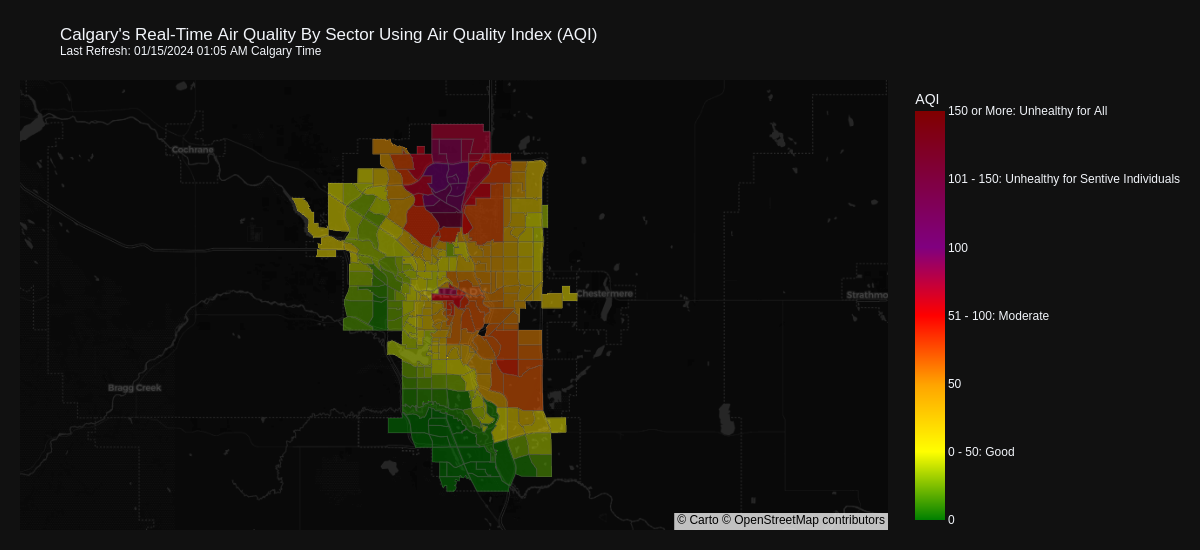 Calgary's Real-Time Air Quality By Sector Using Air Quality Index (AQI)
Last Refresh: 01/15/2024 01:05 AM Calgary Time
AQI
150 or More: Unhealthy for All
Cochrane
101 - 150: Unhealthy for Sentive Individuals
100
CALGARY
Chestermere
Strathmo
51 - 100: Moderate
50
Bragg Creek
0 - 50: Good
0
© Carto © OpenStreetMap contributors